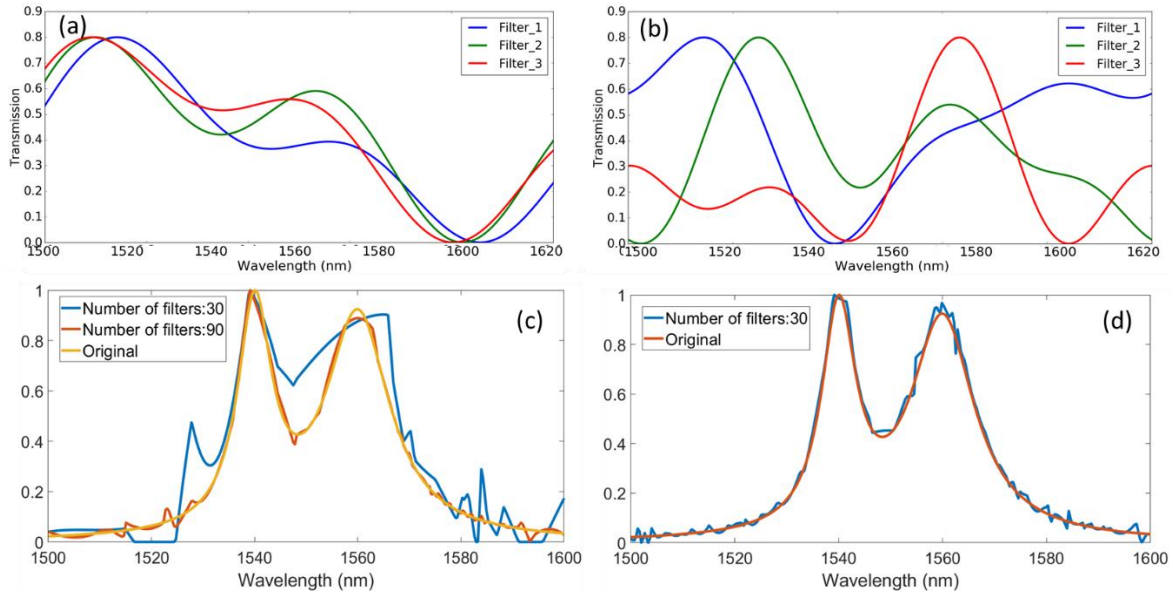 (a)
Filter_1
Filter_2
Filter_3
Transmission
0.9
0.8
0.7
0.6
0.5
0.4
0.3
0.2
0.1
0.0
1500 1520 1540 1560 1580 1600 1620
Wavelength (nm)
(b)
Filter_1
Filter_2
Filter_3
Transmission
0.9
0.8
0.7
0.6
0.5
0.4
0.3
0.2
0.1
0.0
1500 1520 1540 1560 1580 1600 1620
Wavelength (nm)
(c)
Number of filters:30
Number of filters:90
Original
1
0.8
0.6
0.4
0.2
0
1500 1520 1540 1560 1580 1600
Wavelength (nm)
(d)
Number of filters:30
Original
1
0.8
0.6
0.4
0.2
0
1500 1520 1540 1560 1580 1600
Wavelength (nm)